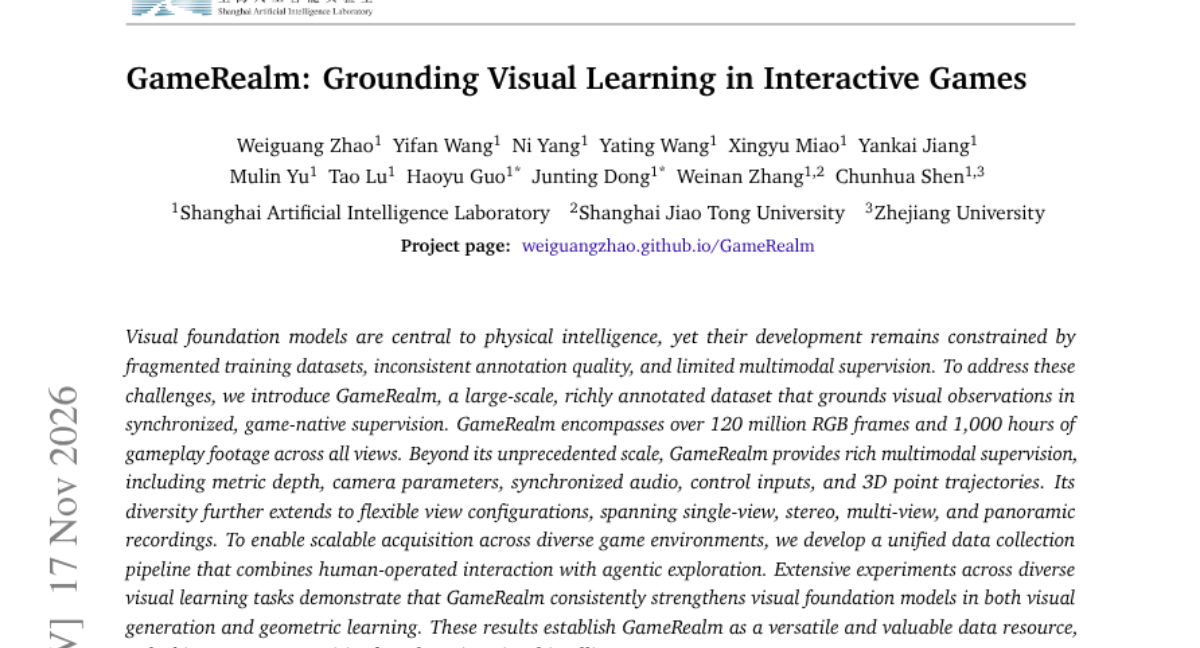 Shanghai Artificial Intelligence Laboratory
GameRealm: Grounding Visual Learning in Interactive Games
Weiguang Zhao¹ Yifan Wang¹ Ni Yang¹ Yating Wang¹ Xingyu Miao¹ Yankai Jiang¹
Mulin Yu¹ Tao Lu¹ Haoyu Guo¹* Junting Dong¹* Weinan Zhang¹,² Chunhua Shen¹,³
¹Shanghai Artificial Intelligence Laboratory ²Shanghai Jiao Tong University ³Zhejiang University
Project page: weiguangzhao.github.io/GameRealm
Visual foundation models are central to physical intelligence, yet their development remains constrained by
fragmented training datasets, inconsistent annotation quality, and limited multimodal supervision. To address these
challenges, we introduce GameRealm, a large-scale, richly annotated dataset that grounds visual observations in
synchronized, game-native supervision. GameRealm encompasses over 120 million RGB frames and 1,000 hours of
gameplay footage across all views. Beyond its unprecedented scale, GameRealm provides rich multimodal supervision,
including metric depth, camera parameters, synchronized audio, control inputs, and 3D point trajectories. Its
diversity further extends to flexible view configurations, spanning single-view, stereo, multi-view, and panoramic
recordings. To enable scalable acquisition across diverse game environments, we develop a unified data collection
pipeline that combines human-operated interaction with agentic exploration. Extensive experiments across diverse
visual learning tasks demonstrate that GameRealm consistently strengthens visual foundation models in both visual
generation and geometric learning. These results establish GameRealm as a versatile and valuable data resource,
V] 17 Nov 2026